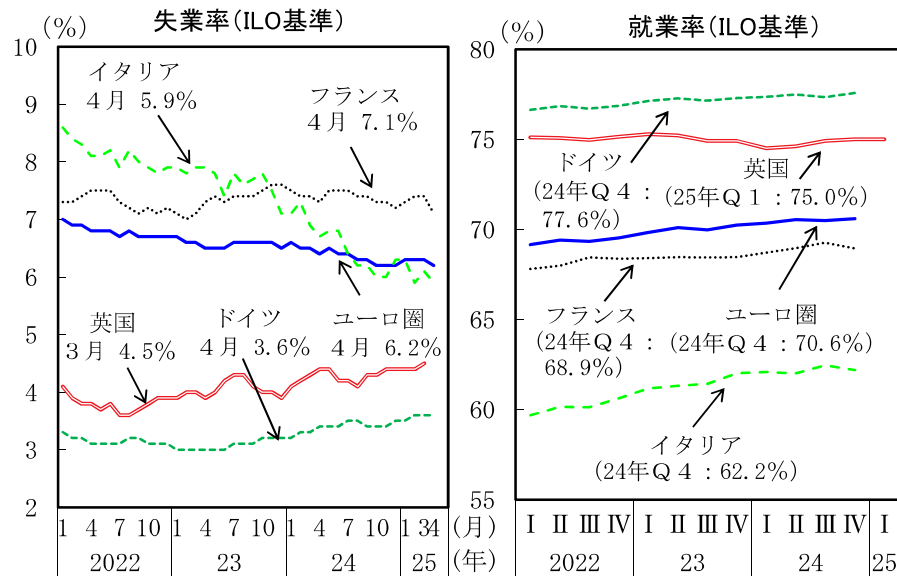 失業率(ILO基準)
(%)
10
9
8
7
6
5
4
3
2
イタリア
4月 5.9%
フランス
4月 7.1%
英国
3月 4.5%
ドイツ
4月 3.6%
ユーロ圏
4月 6.2%
1 4 7 10 1 4 7 10 1 4 7 10 1 34 (月)
2022 23 24 25 (年)
就業率(ILO基準)
(%)
80
75
70
65
60
55
ドイツ
(24年Q4:
77.6%)
英国
(25年Q1:75.0%)
フランス
(24年Q4:
68.9%)
ユーロ圏
(24年Q4:70.6%)
イタリア
(24年Q4:62.2%)
Ⅰ Ⅱ Ⅲ Ⅳ Ⅰ Ⅱ Ⅲ Ⅳ Ⅰ Ⅱ Ⅲ Ⅳ Ⅰ
2022 23 24 25